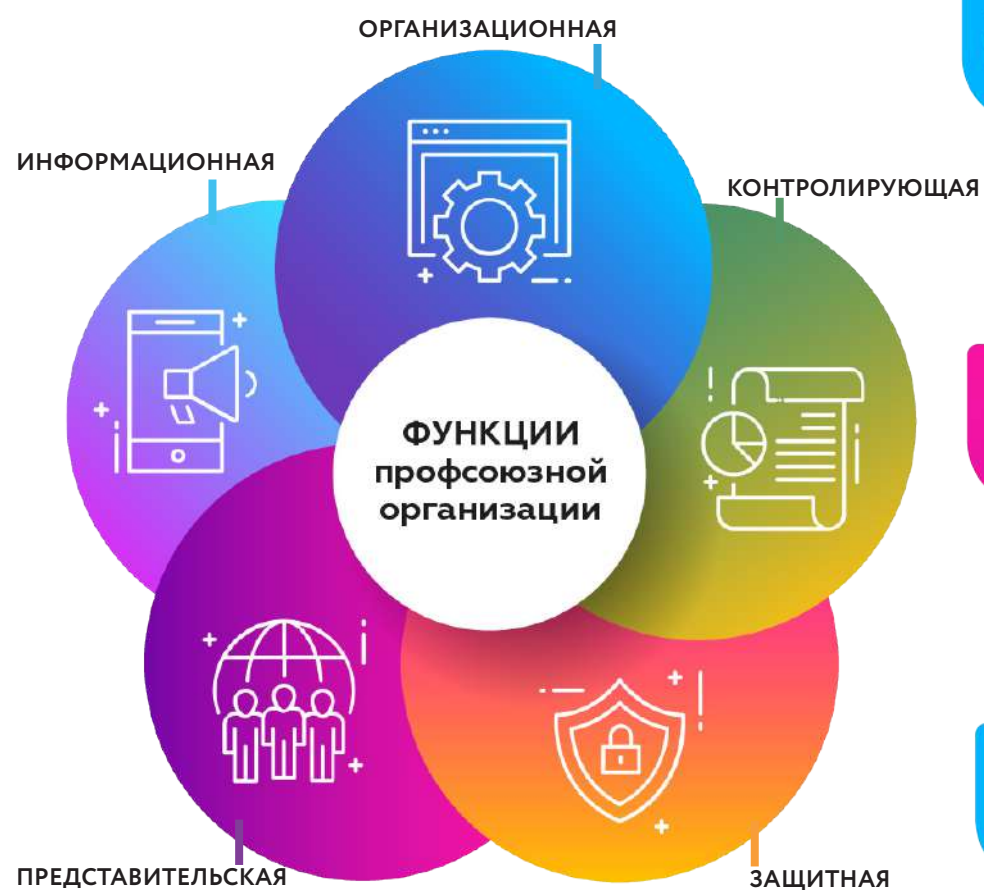 ОРГАНИЗАЦИОННАЯ
ИНФОРМАЦИОННАЯ
КОНТРОЛИРУЮЩАЯ
ФУНКЦИИ
профсоюзной
организации
ПРЕДСТАВИТЕЛЬСКАЯ
ЗАЩИТНАЯ